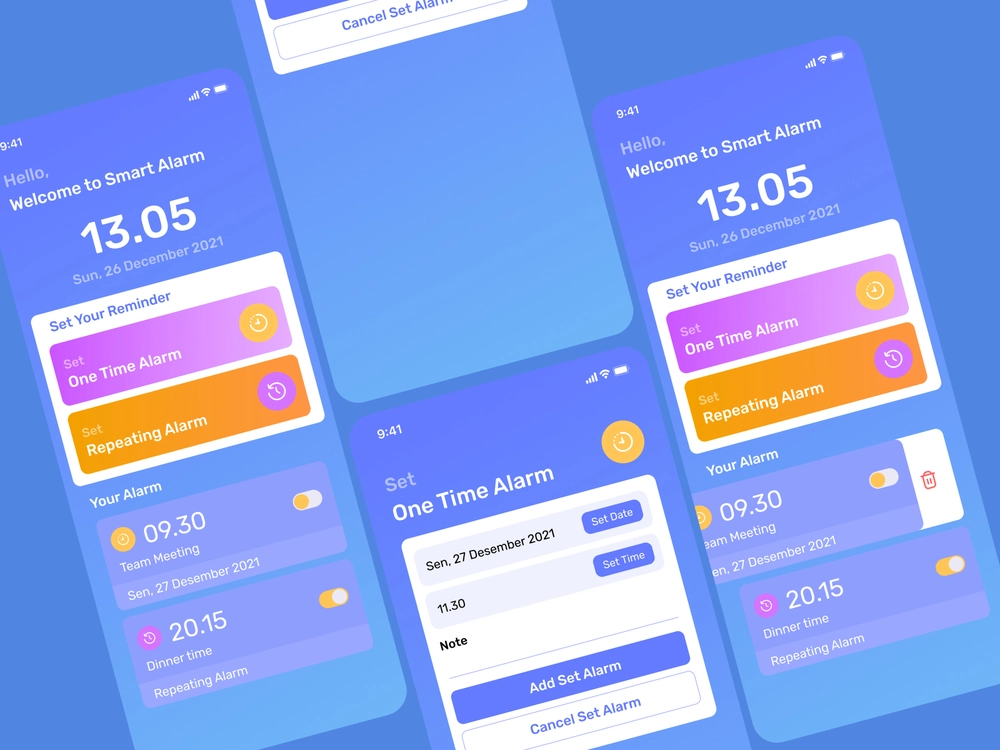 9:41
Hello,
Welcome to Smart Alarm
13.05
Sun, 26 December 2021
Set Your Reminder
Set
One Time Alarm
Set
Repeating Alarm
Your Alarm
09.30
Team Meeting
Sen, 27 Desember 2021
20.15
Dinner time
Repeating Alarm
Cancel Set Alarm
9:41
Set
One Time Alarm
Sen, 27 Desember 2021
Set Date
11.30
Set Time
Note
Add Set Alarm
Cancel Set Alarm
9:41
Hello,
Welcome to Smart Alarm
13.05
Sun, 26 December 2021
Set Your Reminder
Set
One Time Alarm
Set
Repeating Alarm
Your Alarm
09.30
eam Meeting
en, 27 Desember 2021
20.15
Dinner time
Repeating Alarm